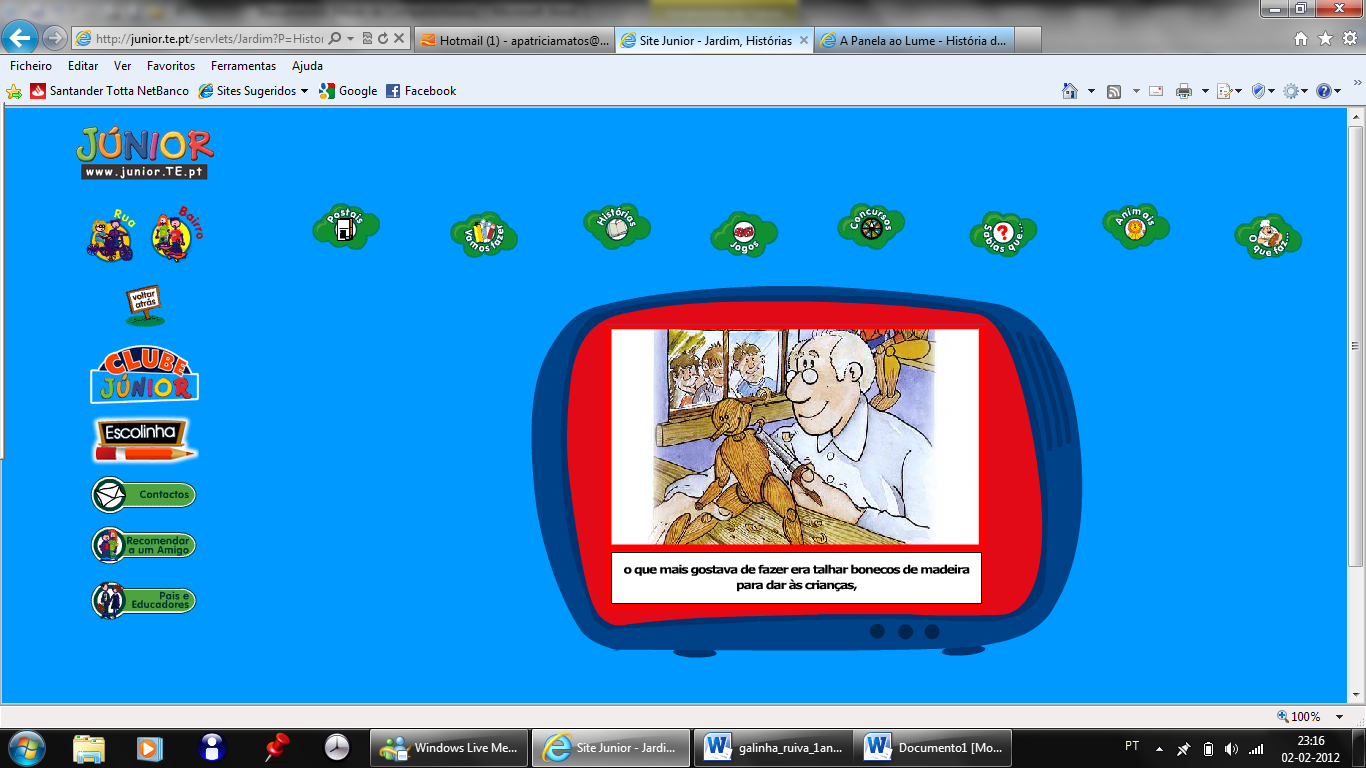 http://junior.te.pt/servlets/Jardim?P=Histor
Hotmail (1) - apatriciamatos@...
Site Junior - Jardim, Histórias
A Panela ao Lume - História d...
Ficheiro Editar Ver Favoritos Ferramentas Ajuda
Santander Totta NetBanco Sites Sugeridos Google Facebook
JÚNIOR
www.junior.TE.pt
Rua Bairro
Postais
Vamos fazer
Histórias
Jogos
Concursos
Sabias que...
Animais
O que faz...
voltar
atrás
CLUBE
JÚNIOR
Escolinha
Contactos
Recomendar
a um Amigo
Pais e
Educadores
o que mais gostava de fazer era talhar bonecos de madeira
para dar às crianças,
100%
Windows Live Me...
Site Junior - Jardi...
galinha_ruiva_1an...
Documento1 [Mo...
PT
23:16
02-02-2012